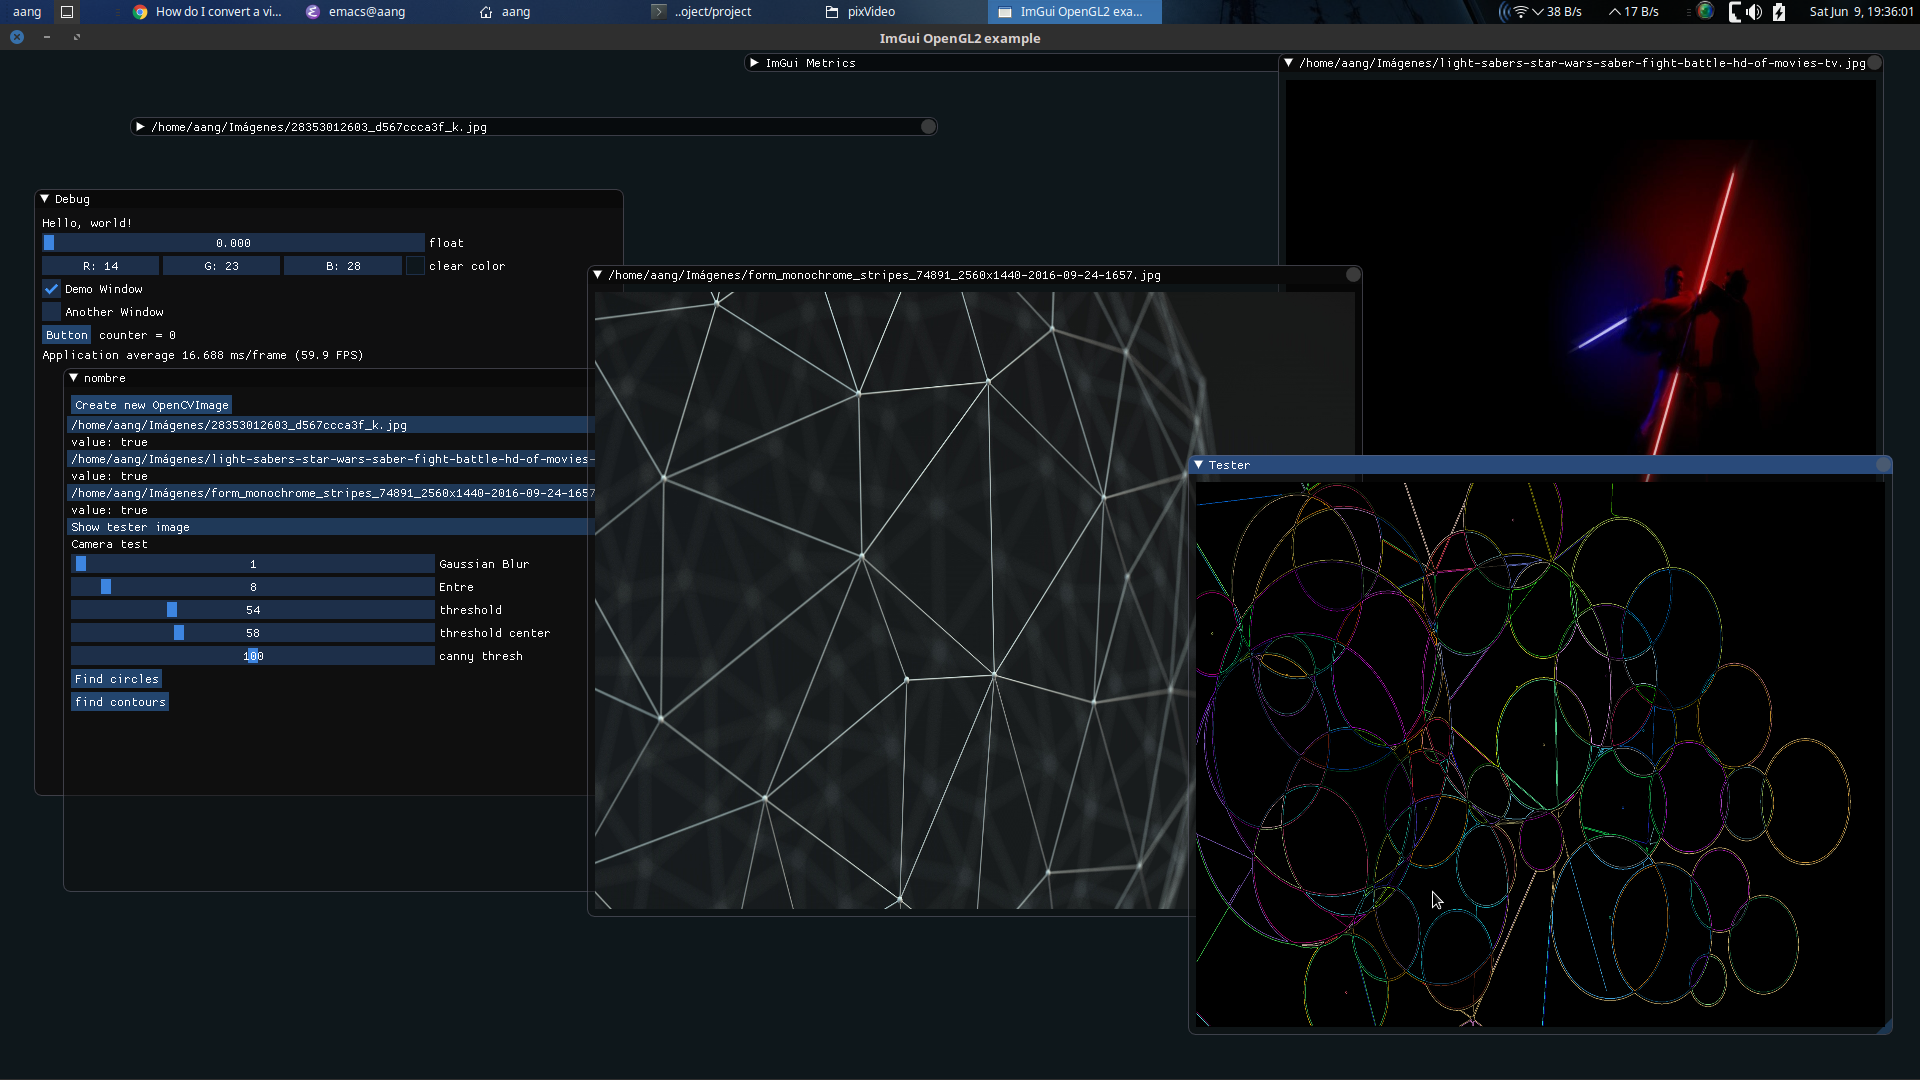 aang
How do I convert a vi...
emacs@aang
aang
..oject/project
pixVideo
ImGui OpenGL2 exa...
38 B/s
17 B/s
Sat Jun 9, 19:36:01
ImGui OpenGL2 example
ImGui Metrics
/home/aang/Imágenes/light-sabers-star-wars-saber-fight-battle-hd-of-movies-tv.jpg
/home/aang/Imágenes/28353012603_d567ccca3f_k.jpg
Debug
Hello, world!
0.000 float
R: 14 G: 23 B: 28 clear color
Demo Window
Another Window
Button counter = 0
Application average 16.688 ms/frame (59.9 FPS)
nombre
Create new OpenCVImage
/home/aang/Imágenes/28353012603_d567ccca3f_k.jpg
value: true
/home/aang/Imágenes/light-sabers-star-wars-saber-fight-battle-hd-of-movies-
value: true
/home/aang/Imágenes/form_monochrome_stripes_74891_2560x1440-2016-09-24-1657
value: true
Show tester image
Camera test
1 Gaussian Blur
8 Entre
54 threshold
58 threshold center
100 canny thresh
Find circles
find contours
/home/aang/Imágenes/form_monochrome_stripes_74891_2560x1440-2016-09-24-1657.jpg
Tester